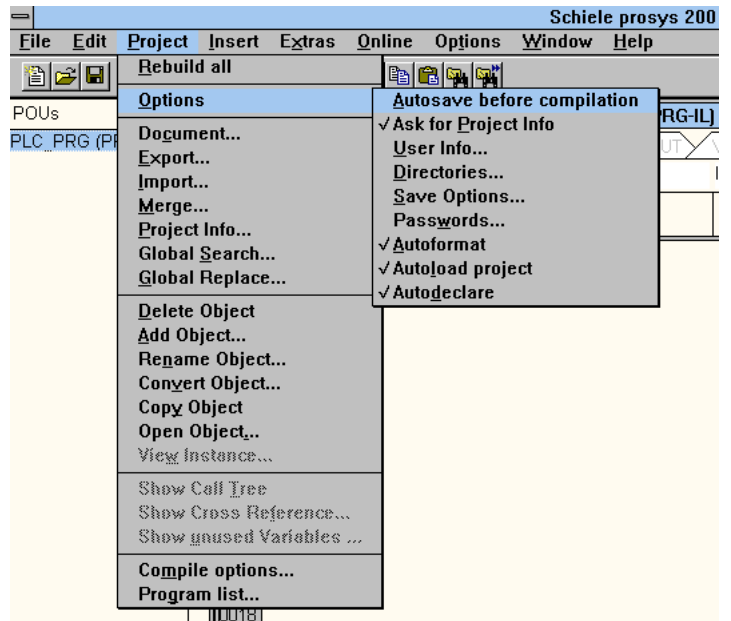 Schiele prosys 200
File Edit Project Insert Extras Online Options Window Help
Rebuild all
Options
Document...
Export...
Import...
Merge...
Project Info...
Global Search...
Global Replace...
Delete Object
Add Object...
Rename Object...
Convert Object...
Copy Object
Open Object...
View Instance...
Show Call Tree
Show Cross Reference...
Show unused Variables ...
Compile options...
Program list...
Autosave before compilation
✓ Ask for Project Info
User Info...
Directories...
Save Options...
Passwords...
✓ Autoformat
✓ Autoload project
✓ Autodeclare
POUs
PLC_PRG (PR
PRG-IL)
UT
0018